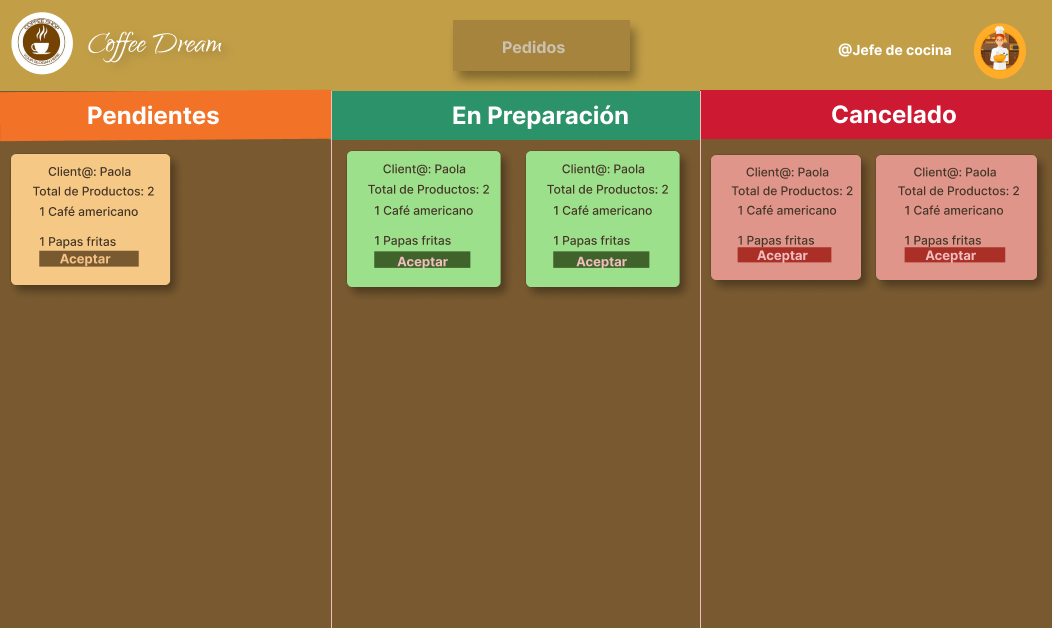 Coffee Dream
Pedidos
@Jefe de cocina
Pendientes
En Preparación
Cancelado
Client@: Paola
Total de Productos: 2
1 Café americano
1 Papas fritas
Aceptar
Client@: Paola
Total de Productos: 2
1 Café americano
1 Papas fritas
Aceptar
Client@: Paola
Total de Productos: 2
1 Café americano
1 Papas fritas
Aceptar
Client@: Paola
Total de Productos: 2
1 Café americano
1 Papas fritas
Aceptar
Client@: Paola
Total de Productos: 2
1 Café americano
1 Papas fritas
Aceptar